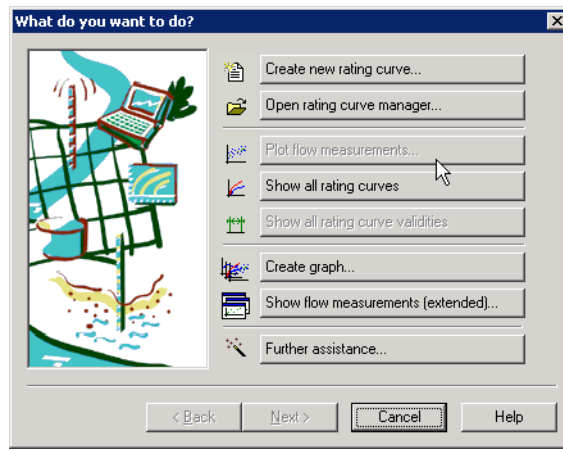 What do you want to do?
Create new rating curve...
Open rating curve manager...
Plot flow measurements...
Show all rating curves
Show all rating curve validities
Create graph...
Show flow measurements (extended)...
Further assistance...
< Back Next > Cancel Help